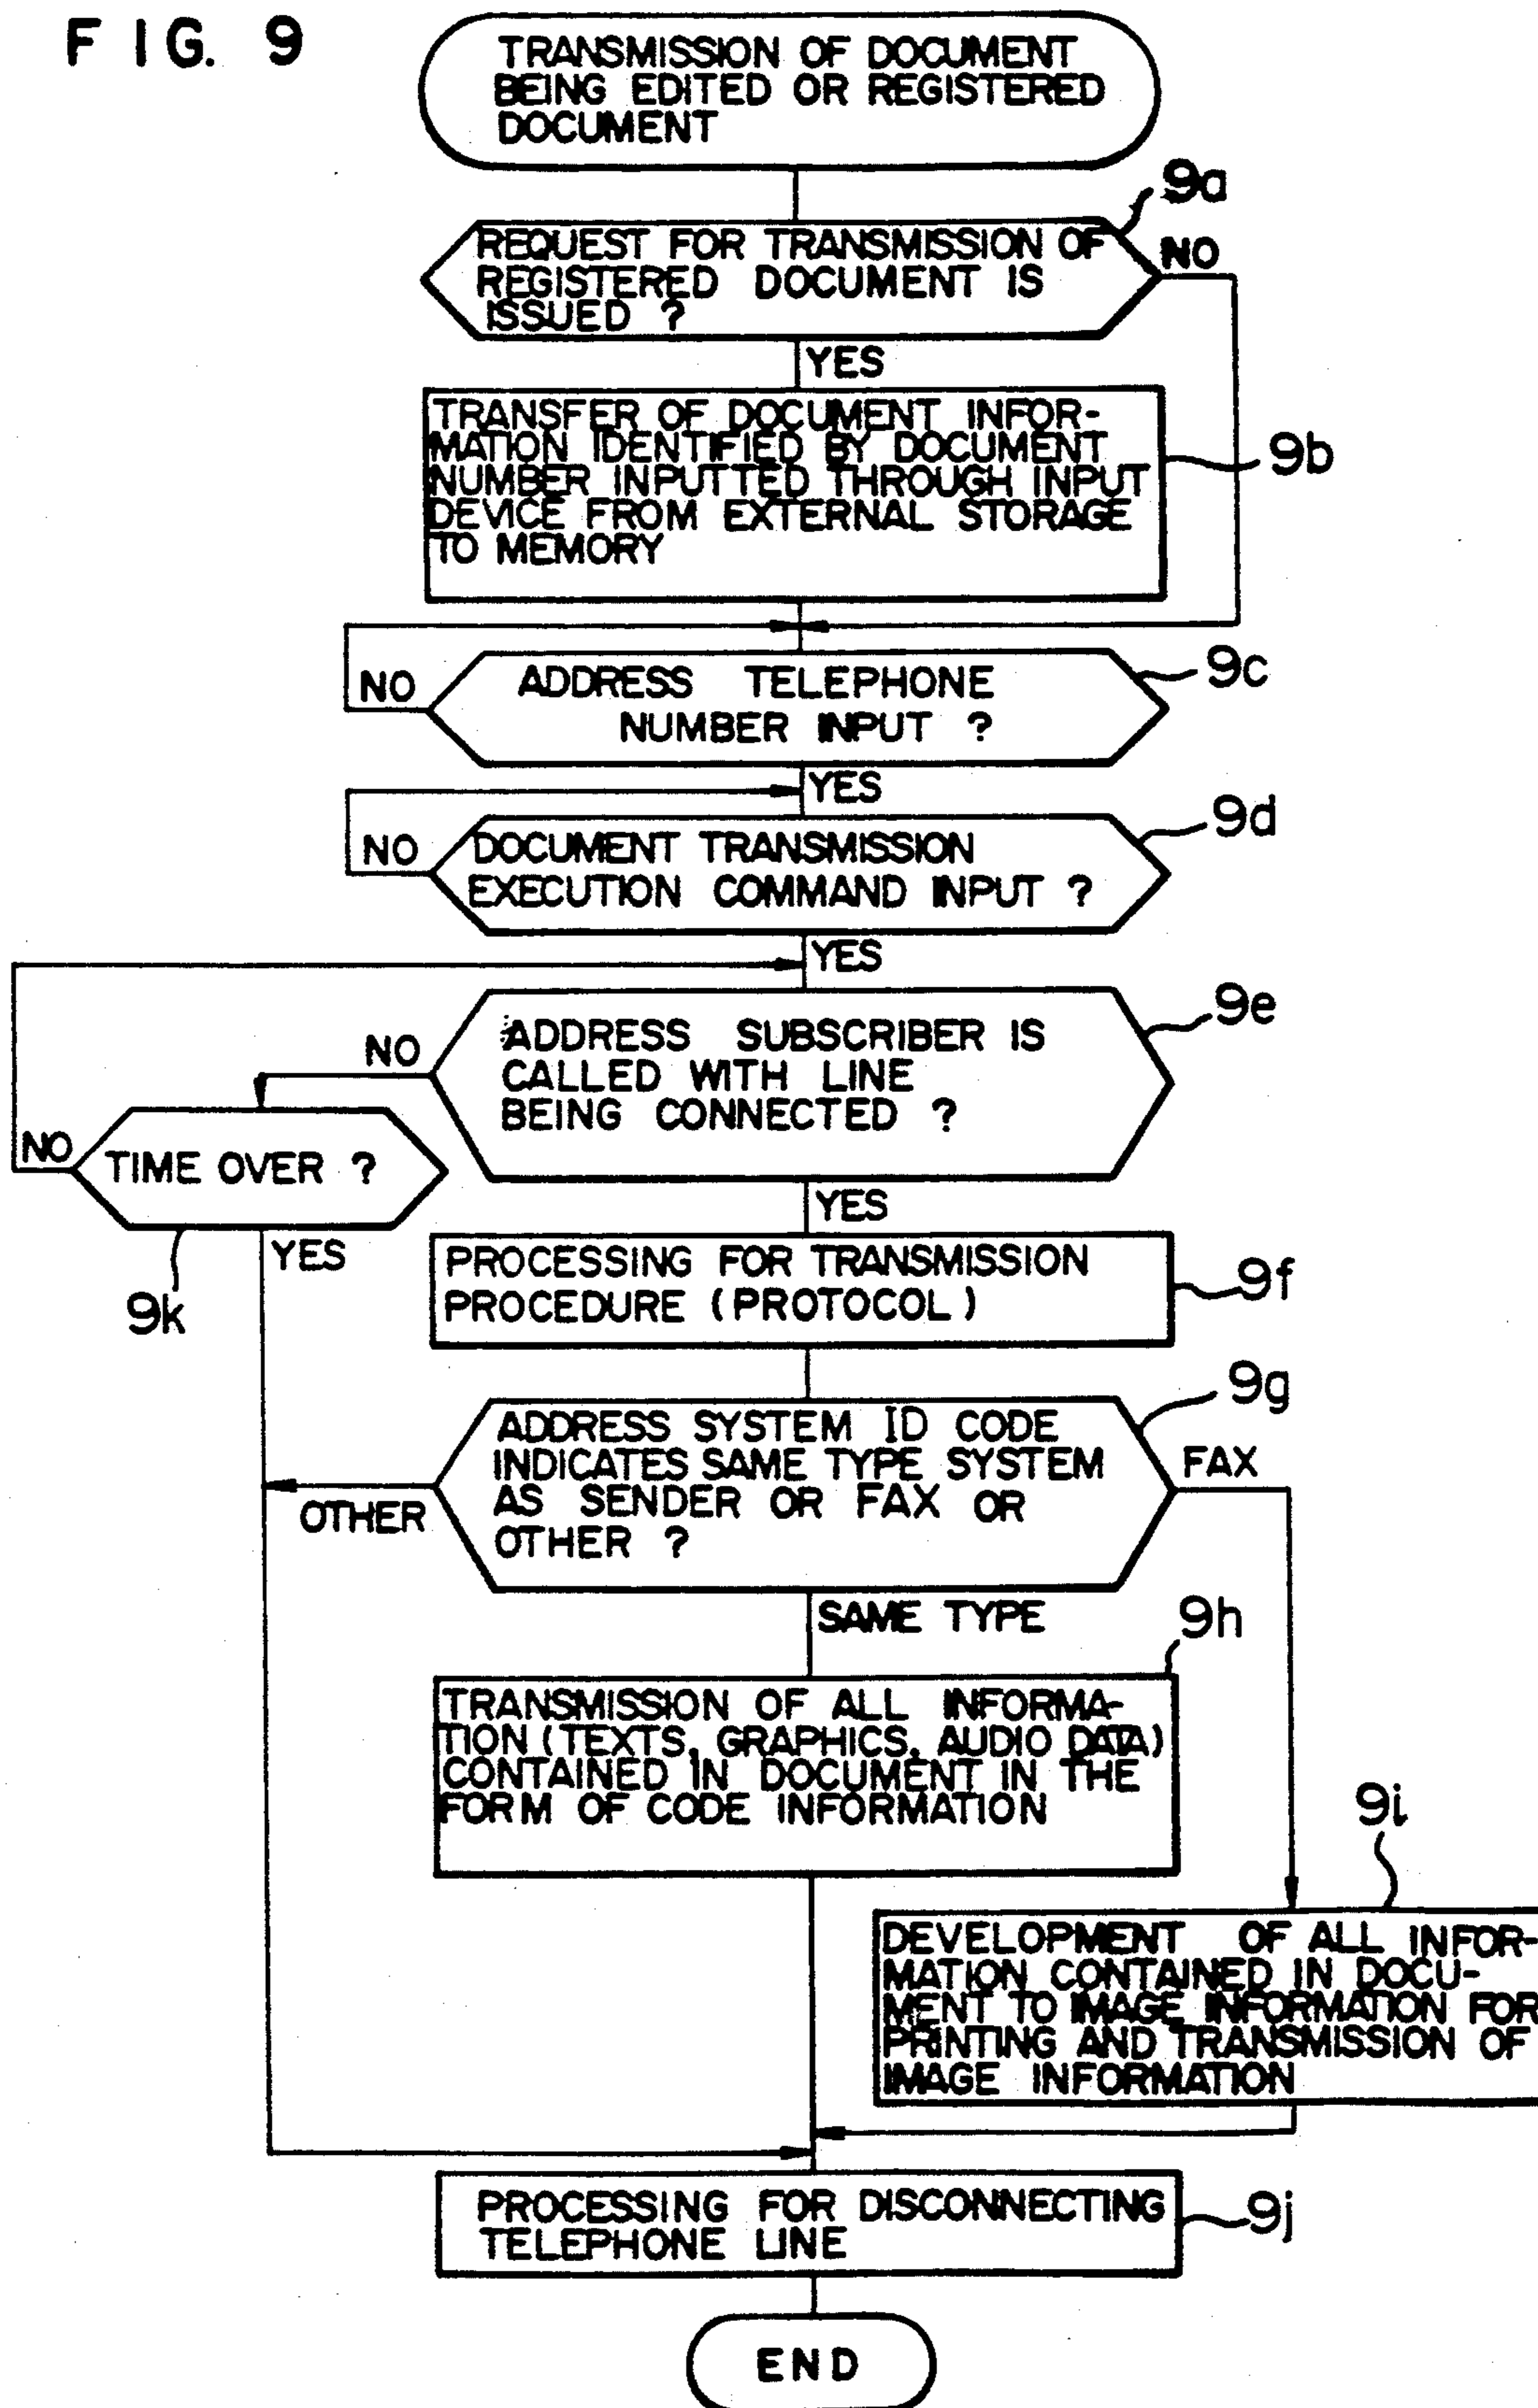 FIG. 9
TRANSMISSION OF DOCUMENT
BEING EDITED OR REGISTERED
DOCUMENT
9a
REQUEST FOR TRANSMISSION OF
REGISTERED DOCUMENT IS
ISSUED ?
NO
YES
TRANSFER OF DOCUMENT INFOR-
MATION IDENTIFIED BY DOCUMENT
NUMBER INPUTTED THROUGH INPUT
DEVICE FROM EXTERNAL STORAGE
TO MEMORY
9b
ADDRESS TELEPHONE
NUMBER INPUT ?
9c
NO
YES
DOCUMENT TRANSMISSION
EXECUTION COMMAND INPUT ?
9d
NO
YES
ADDRESS SUBSCRIBER IS
CALLED WITH LINE
BEING CONNECTED ?
9e
NO
TIME OVER ?
NO
YES
9k
YES
PROCESSING FOR TRANSMISSION
PROCEDURE (PROTOCOL)
9f
ADDRESS SYSTEM ID CODE
INDICATES SAME TYPE SYSTEM
AS SENDER OR FAX OR
OTHER ?
9g
FAX
OTHER
SAME TYPE
9h
TRANSMISSION OF ALL INFORMA-
TION (TEXTS, GRAPHICS, AUDIO DATA)
CONTAINED IN DOCUMENT IN THE
FORM OF CODE INFORMATION
9i
DEVELOPMENT OF ALL INFOR-
MATION CONTAINED IN DOCU-
MENT TO IMAGE INFORMATION FOR
PRINTING AND TRANSMISSION OF
IMAGE INFORMATION
PROCESSING FOR DISCONNECTING
TELEPHONE LINE
9j
END